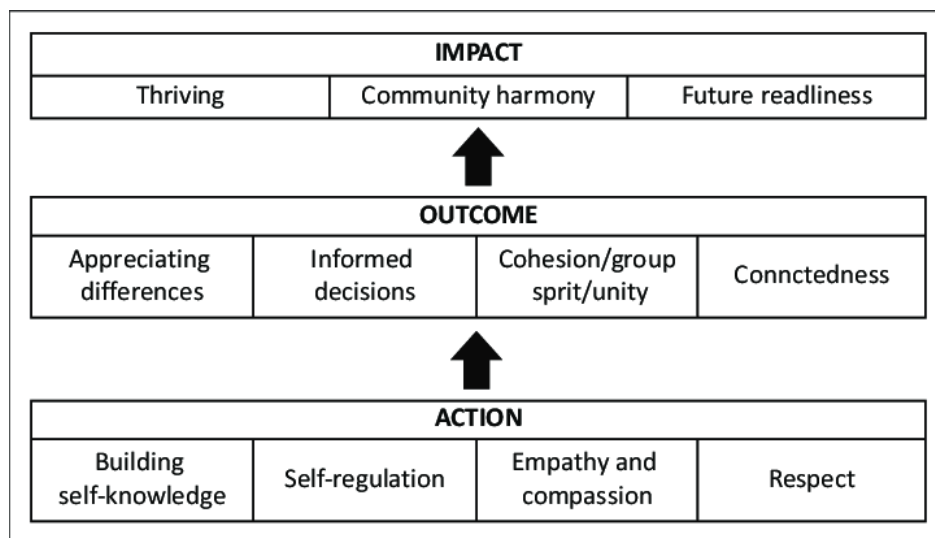 IMPACT
Thriving
Community harmony
Future readliness
OUTCOME
Appreciating
differences
Informed
decisions
Cohesion/group
sprit/unity
Connctedness
ACTION
Building
self-knowledge
Self-regulation
Empathy and
compassion
Respect